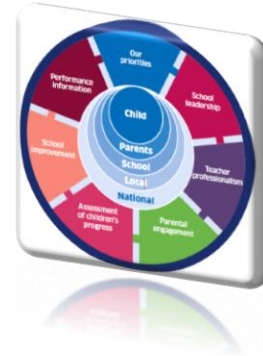 Our
priorities
School
leadership
Teacher
professionalism
Parental
engagement
Assessment
of children's
progress
School
improvement
Performance
information
Child
Parents
School
Local
National